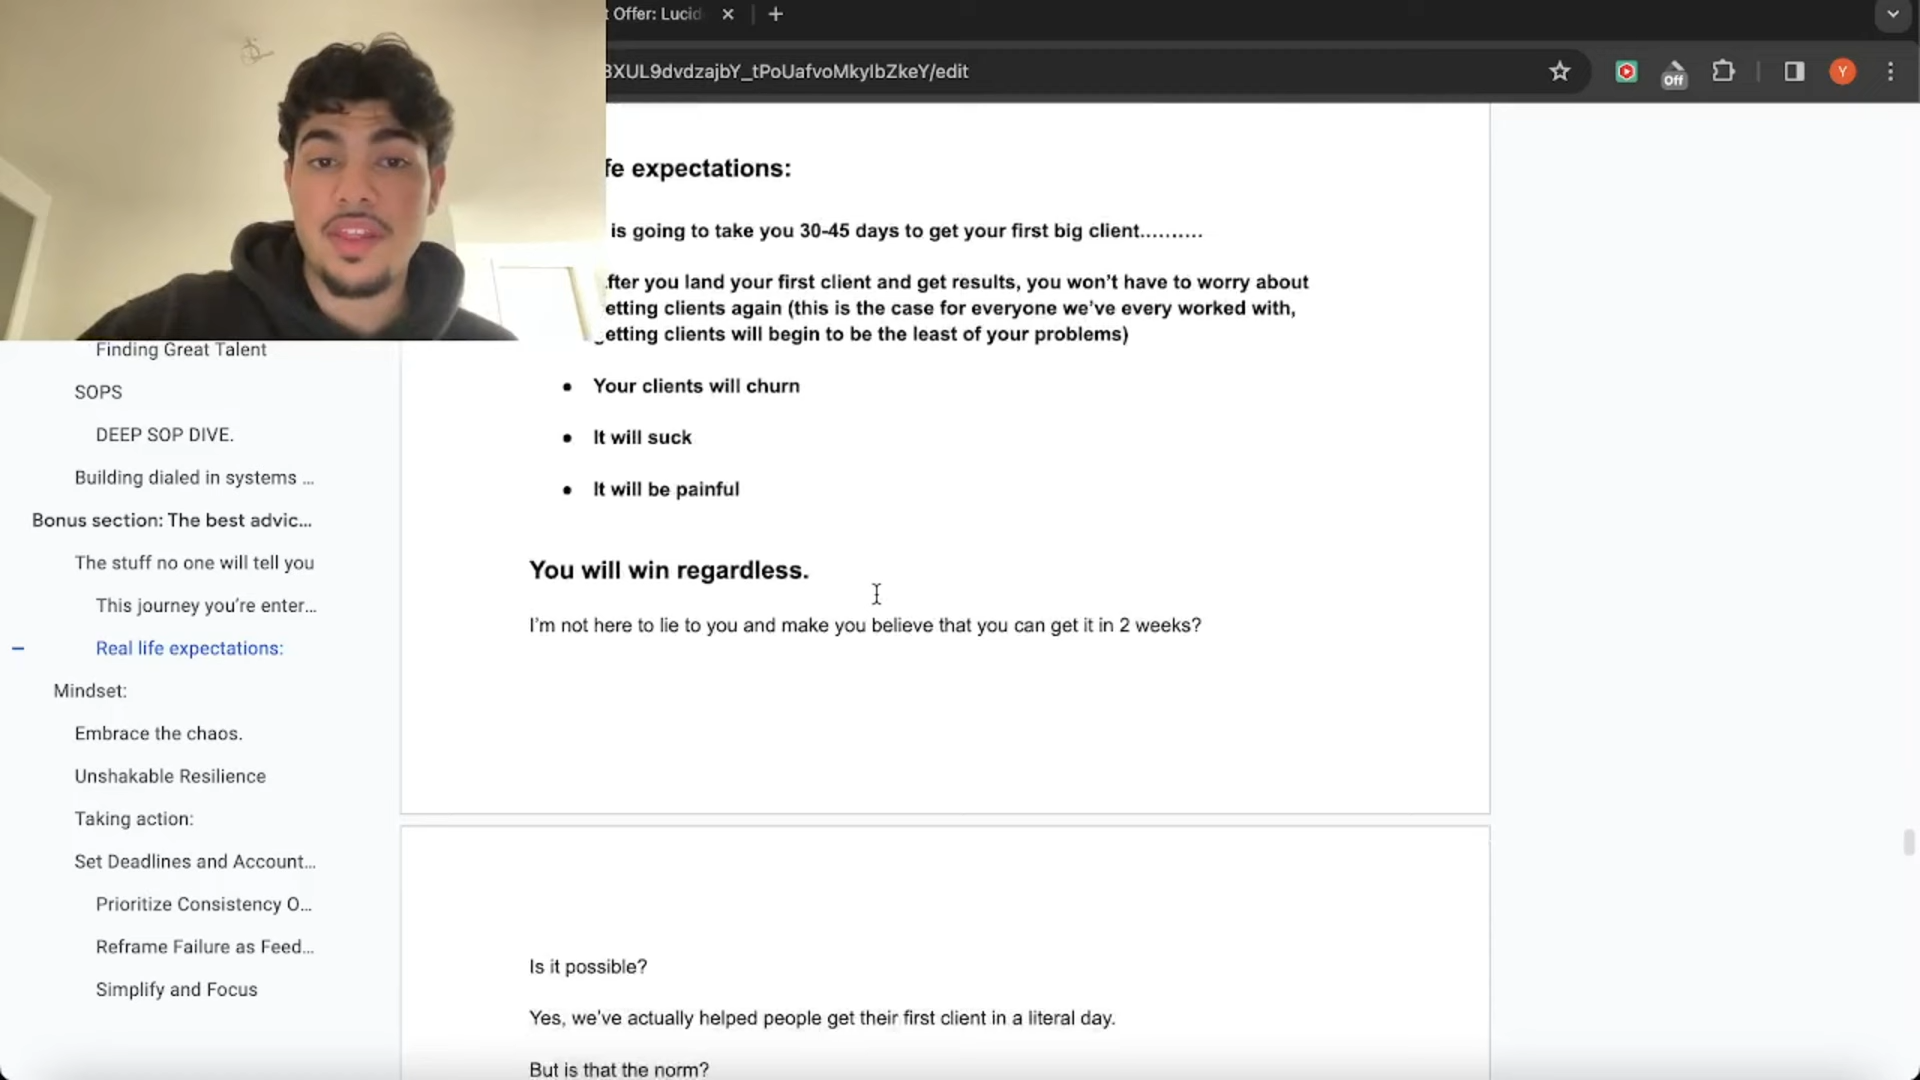 t Offer: Lucid
3XUL9dvdzajbY_tPoUafvoMkyIbZkeY/edit
Off
Y
fe expectations:
is going to take you 30-45 days to get your first big client..........
fter you land your first client and get results, you won’t have to worry about
etting clients again (this is the case for everyone we’ve every worked with,
etting clients will begin to be the least of your problems)
• Your clients will churn
• It will suck
• It will be painful
You will win regardless.
I’m not here to lie to you and make you believe that you can get it in 2 weeks?
Is it possible?
Yes, we’ve actually helped people get their first client in a literal day.
But is that the norm?
Finding Great Talent
SOPS
DEEP SOP DIVE.
Building dialed in systems ...
Bonus section: The best advic...
The stuff no one will tell you
This journey you’re enter...
Real life expectations:
Mindset:
Embrace the chaos.
Unshakable Resilience
Taking action:
Set Deadlines and Account...
Prioritize Consistency O...
Reframe Failure as Feed...
Simplify and Focus